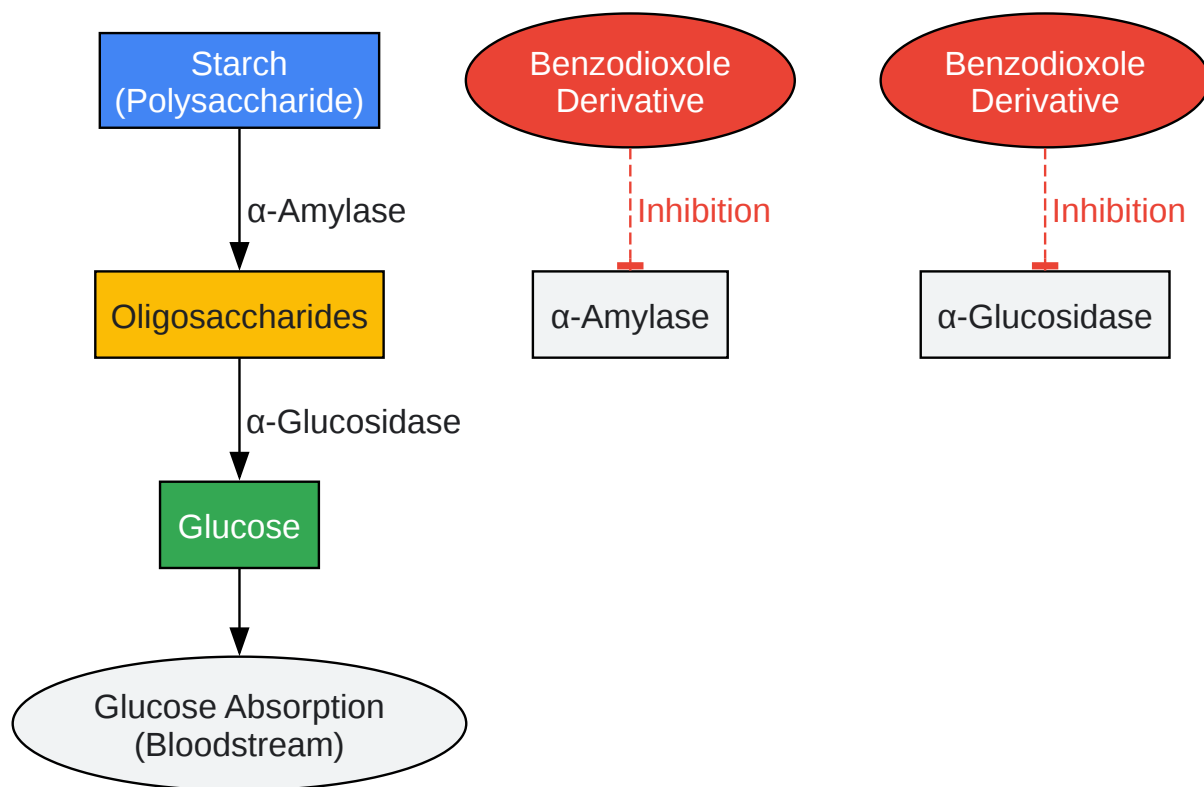 Starch
(Polysaccharide)
Benzodioxole
Derivative
Benzodioxole
Derivative
α-Amylase
Inhibition
Inhibition
Oligosaccharides
α-Amylase
α-Glucosidase
α-Glucosidase
Glucose
Glucose Absorption
(Bloodstream)